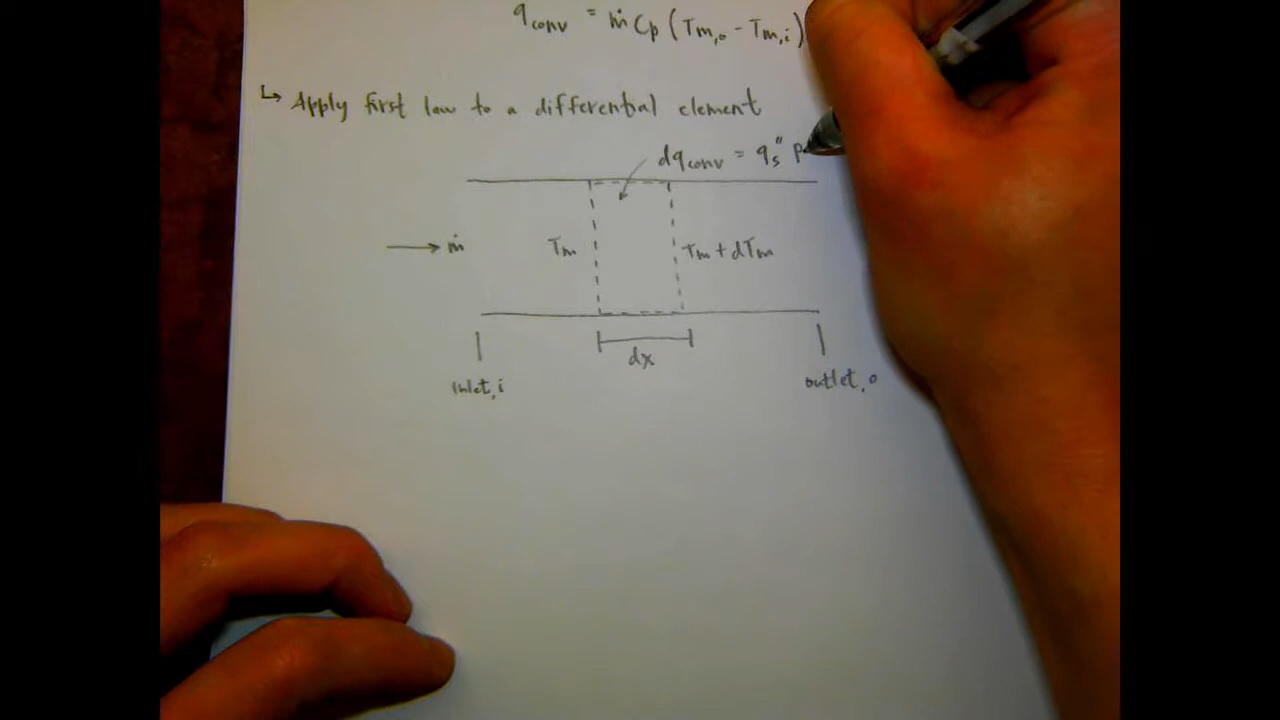 q_conv = ṁ Cp (Tm,o - Tm,i)
↳ Apply first law to a differential element
dq_conv = q_s" P
→ ṁ Tm Tm + dTm
dx
inlet, i outlet, o